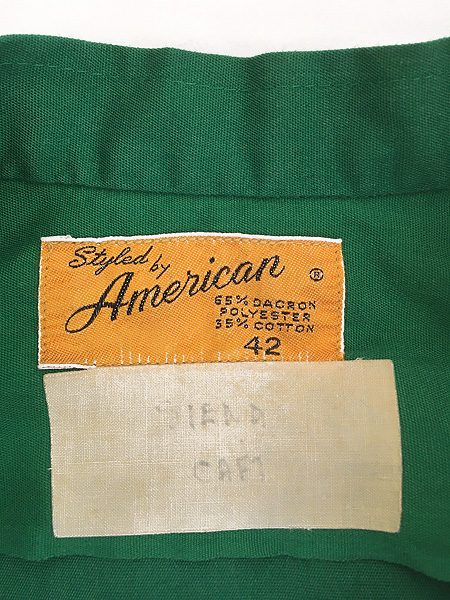 Styled by
American ®
65% DACRON
POLYESTER
35% COTTON
42